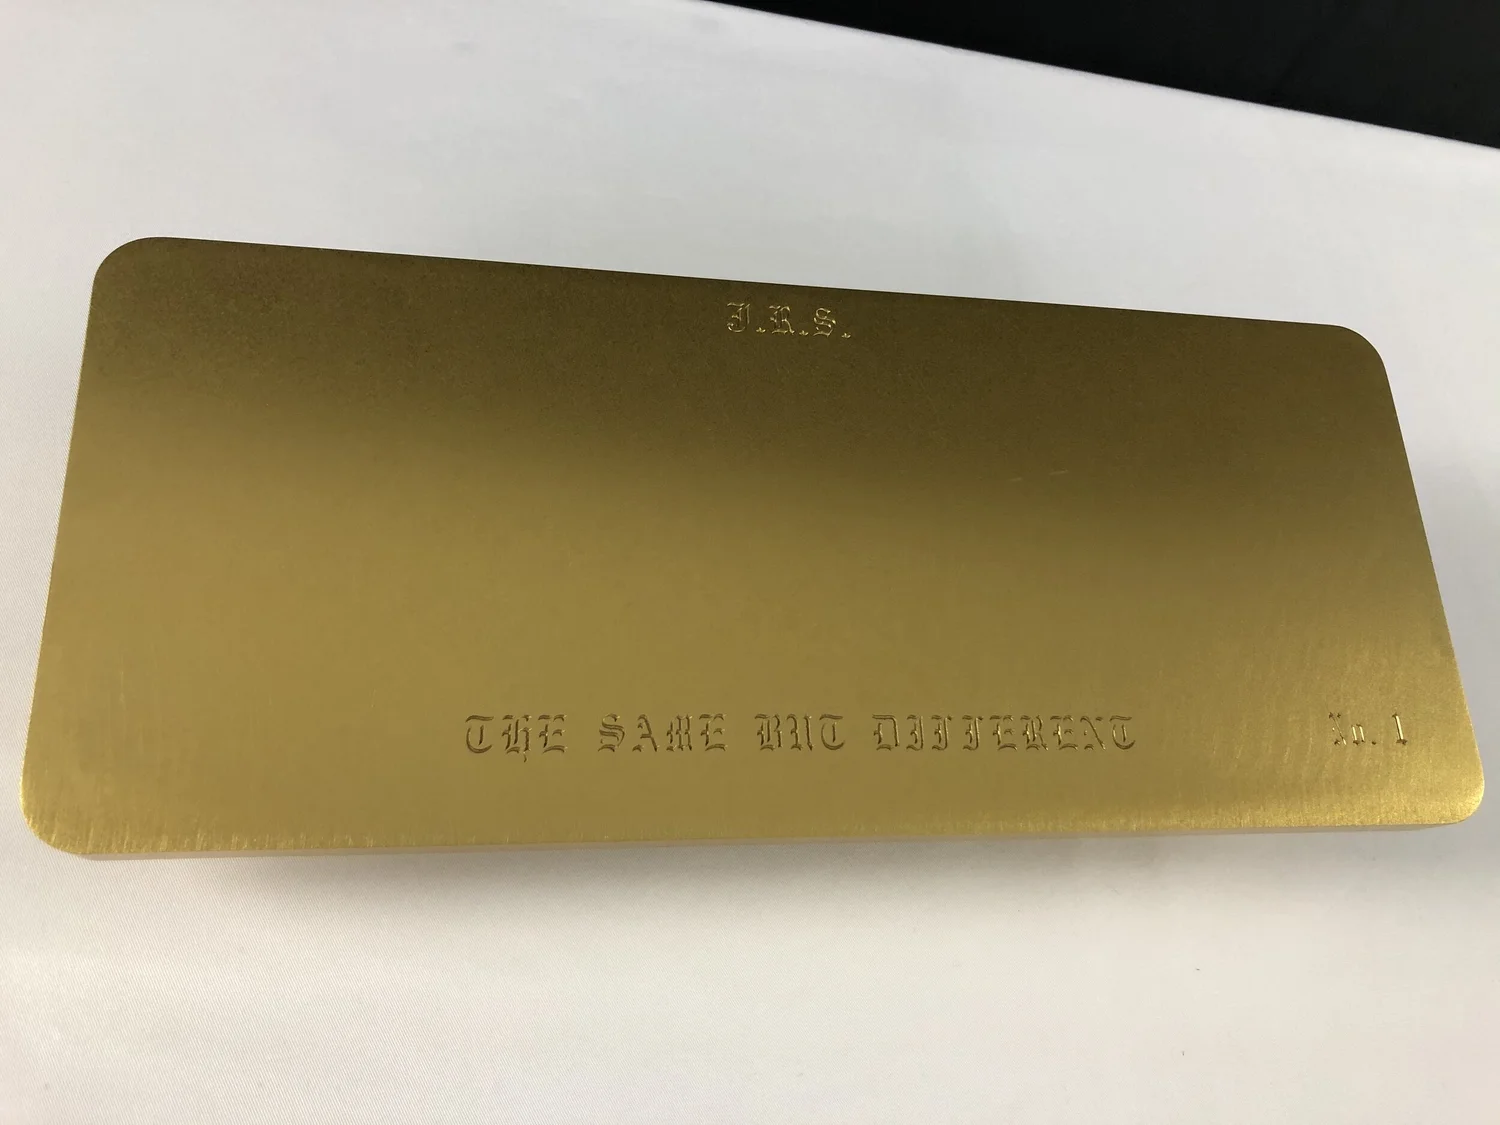 J.R.S.
THE SAME BUT DIFFERENT
No. 1